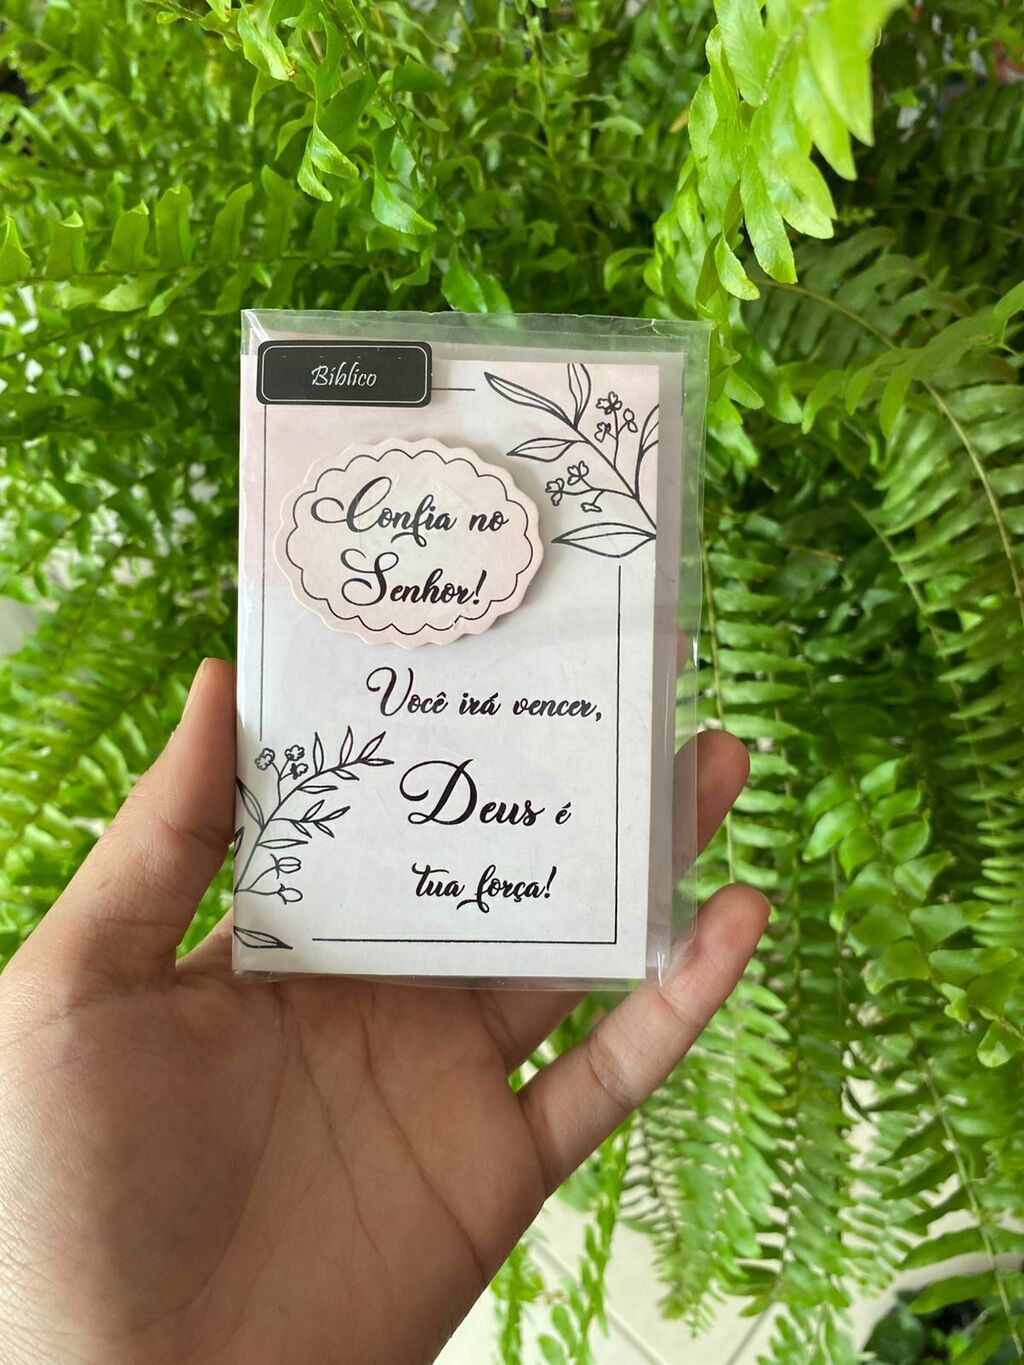 Bíblico
Confia no
Senhor!
Você irá vencer,
Deus é
tua força!